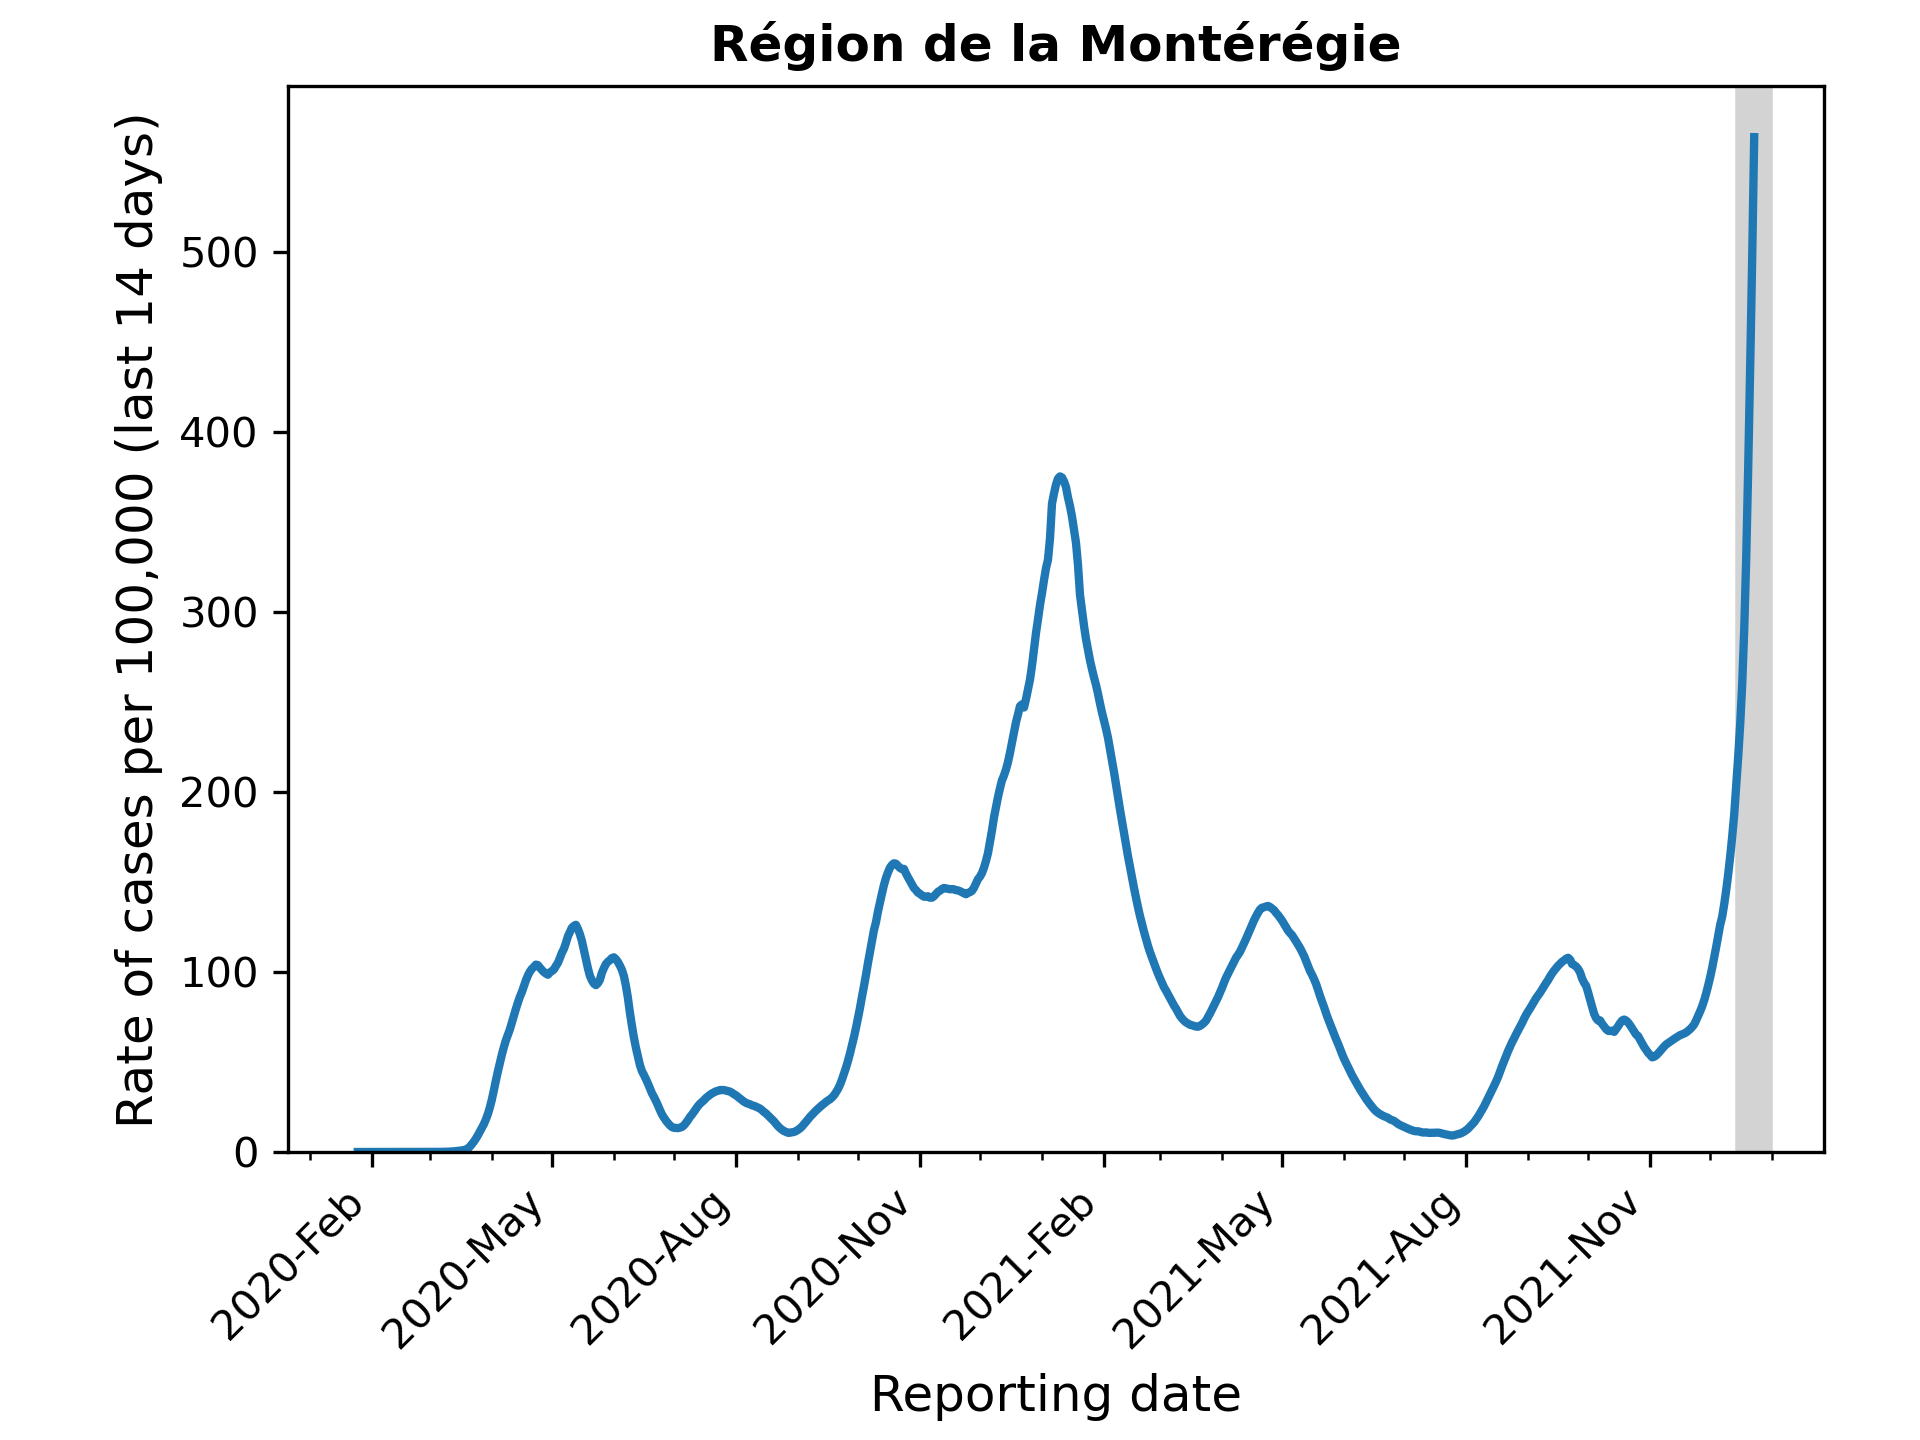 Région de la Montérégie
Rate of cases per 100,000 (last 14 days)
500
400
300
200
100
0
2020-Feb
2020-May
2020-Aug
2020-Nov
2021-Feb
2021-May
2021-Aug
2021-Nov
Reporting date